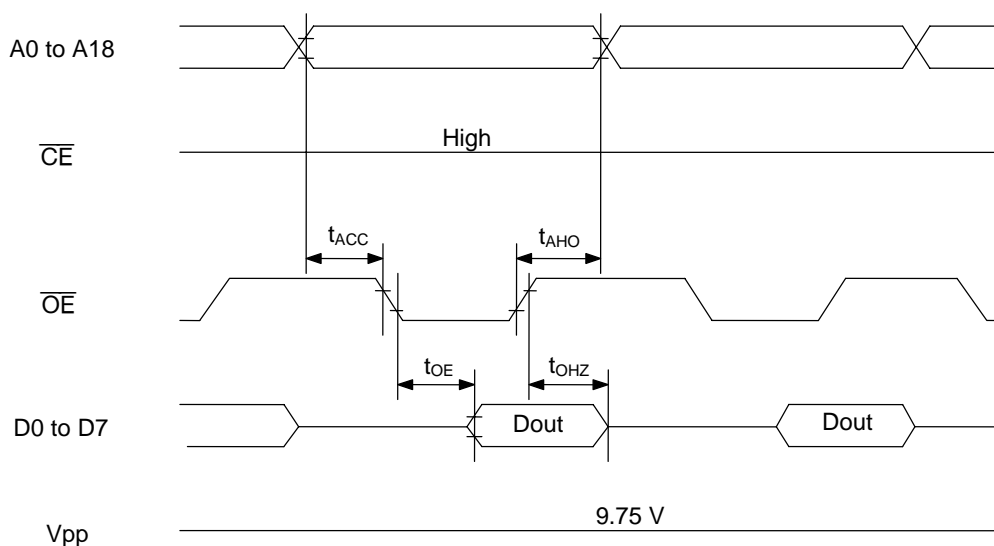 A0 to A18
High
CE
tACC
tAHO
OE
tOE
tOHZ
D0 to D7
Dout
Dout
9.75 V
Vpp